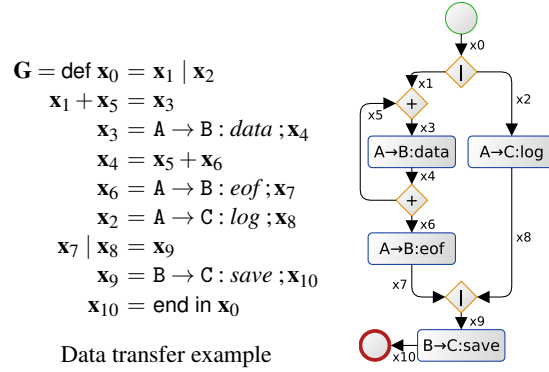 G = def x0 = x1 | x2
x1 + x5 = x3
x3 = A → B : data ; x4
x4 = x5 + x6
x6 = A → B : eof ; x7
x2 = A → C : log ; x8
x7 | x8 = x9
x9 = B → C : save ; x10
x10 = end in x0
Data transfer example
x0
|
x1
x2
x5
+
x3
A→B:data
A→C:log
x4
+
x6
A→B:eof
x8
x7
|
x9
x10
B→C:save